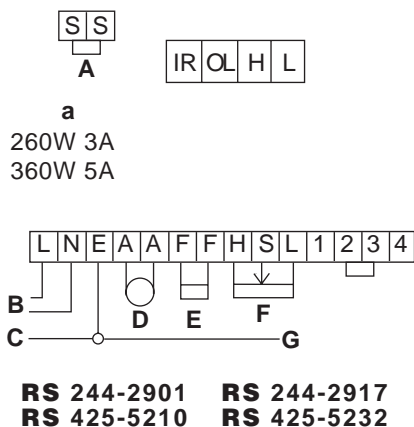 S S
A
IR OL H L
a
260W 3A
360W 5A
L N E A A F F H S L 1 2 3 4
B
D E F
C G
RS 244-2901 RS 244-2917
RS 425-5210 RS 425-5232